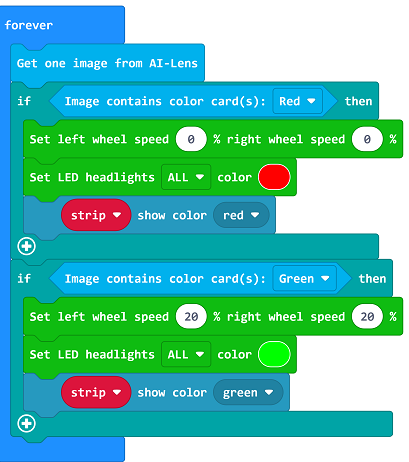 forever
Get one image from AI-Lens
if Image contains color card(s): Red then
Set left wheel speed 0 % right wheel speed 0 %
Set LED headlights ALL color
strip show color red
if Image contains color card(s): Green then
Set left wheel speed 20 % right wheel speed 20 %
Set LED headlights ALL color
strip show color green